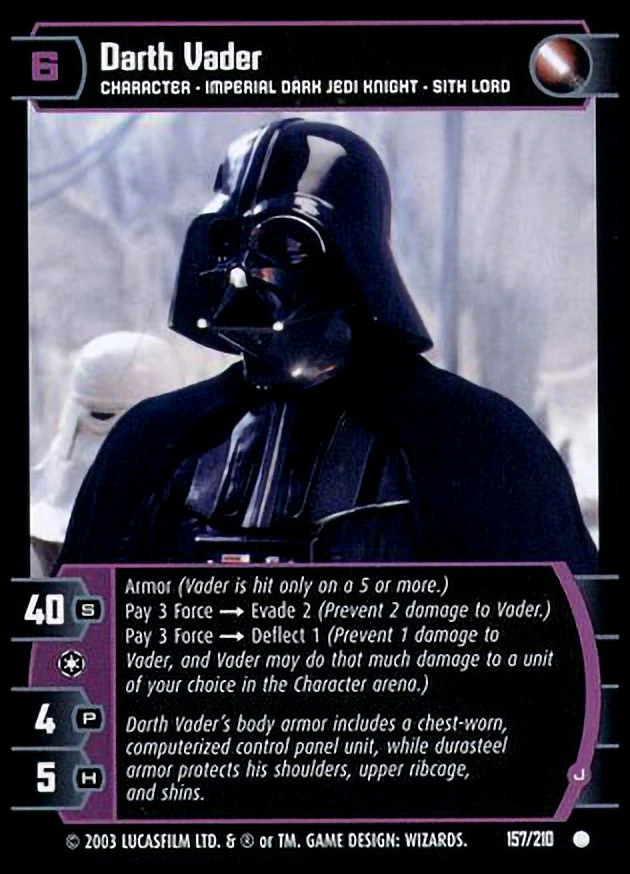 6
Darth Vader
CHARACTER - IMPERIAL DARK JEDI KNIGHT - SITH LORD
Armor (Vader is hit only on a 5 or more.)
40 S
Pay 3 Force → Evade 2 (Prevent 2 damage to Vader.)
Pay 3 Force → Deflect 1 (Prevent 1 damage to
Vader, and Vader may do that much damage to a unit
of your choice in the Character arena.)
4 P
Darth Vader's body armor includes a chest-worn,
computerized control panel unit, while durasteel
5 H
armor protects his shoulders, upper ribcage,
J
and shins.
© 2003 LUCASFILM LTD. & ® or TM. GAME DESIGN: WIZARDS. 157/210